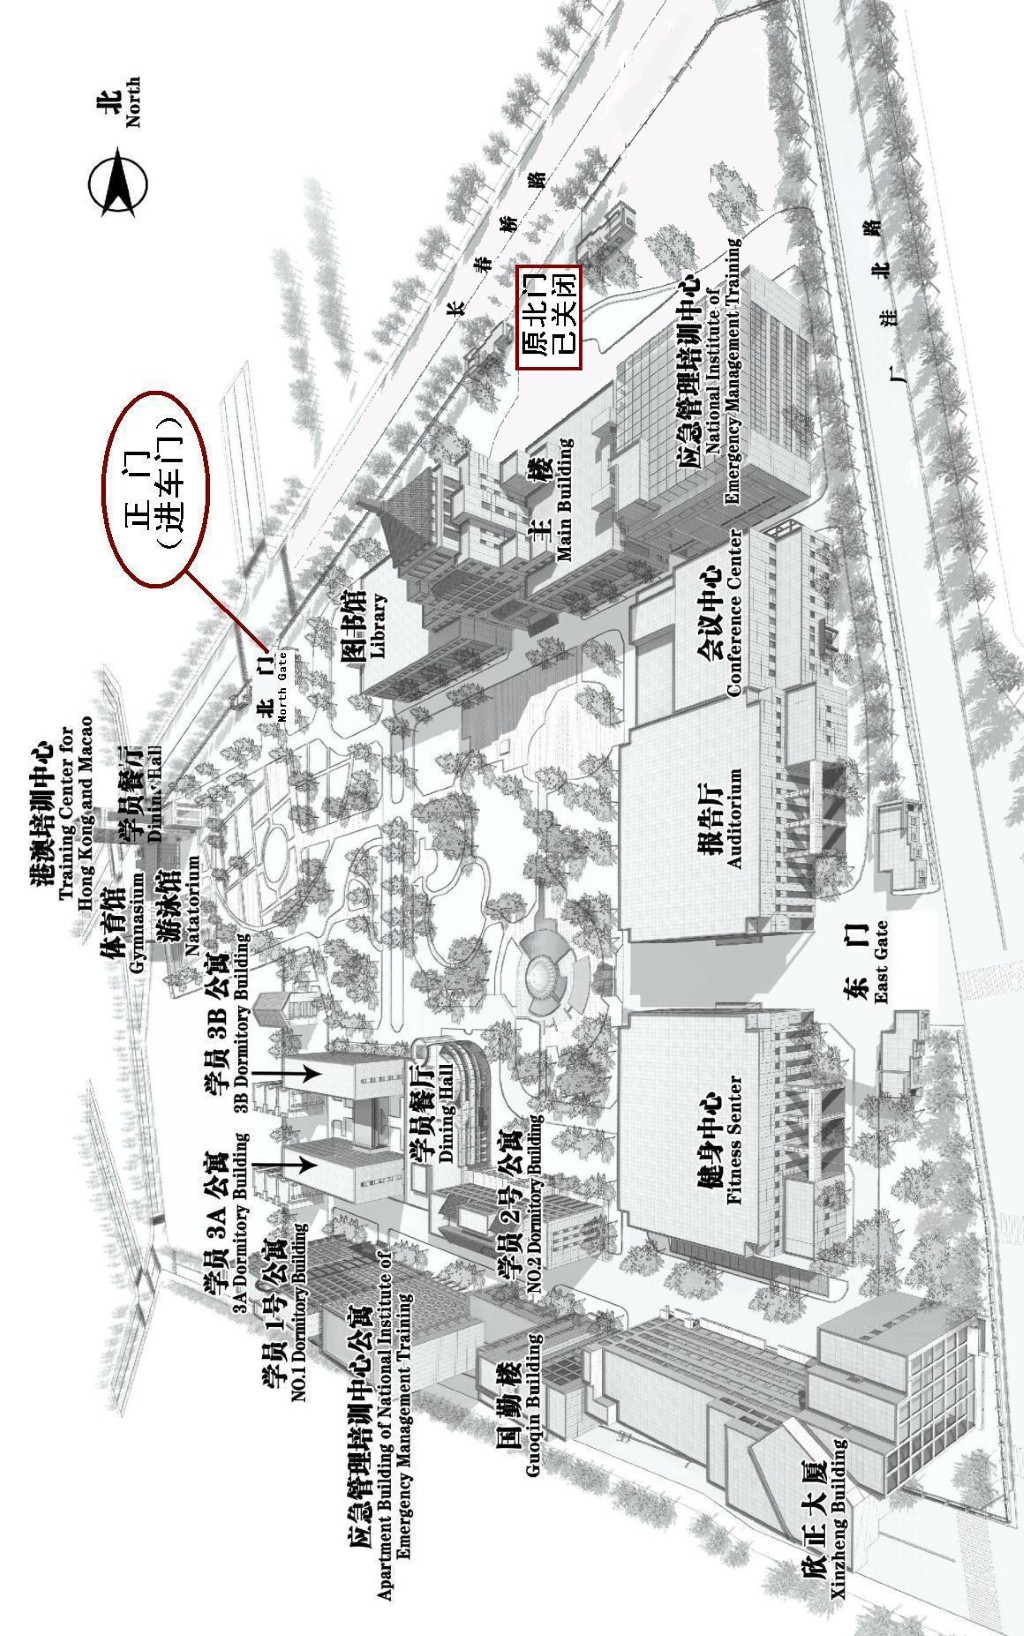 北
North
正 门
（进车门）
北 门
North Gate
长 春 桥 路
原北门
已关闭
厂 洼 北 路
港澳培训中心
Training Center for
Hong Kong and Macao
学员餐厅
Dining Hall
体育馆
Gymnasium
游泳馆
Natatorium
图书馆
Library
主 楼
Main Building
应急管理培训中心
National Institute of
Emergency Management Training
会议中心
Conference Center
报告厅
Auditorium
东 门
East Gate
健身中心
Fitness Senter
学员 3B 公寓
3B Dormitory Building
学员 3A 公寓
3A Dormitory Building
学员餐厅
Dining Hall
学员 1号 公寓
NO.1 Dormitory Building
学员 2号 公寓
NO.2 Dormitory Building
应急管理培训中心公寓
Apartment Building of National Institute of
Emergency Management Training
国 勤 楼
Guoqin Building
欣 正 大 厦
Xinzheng Building